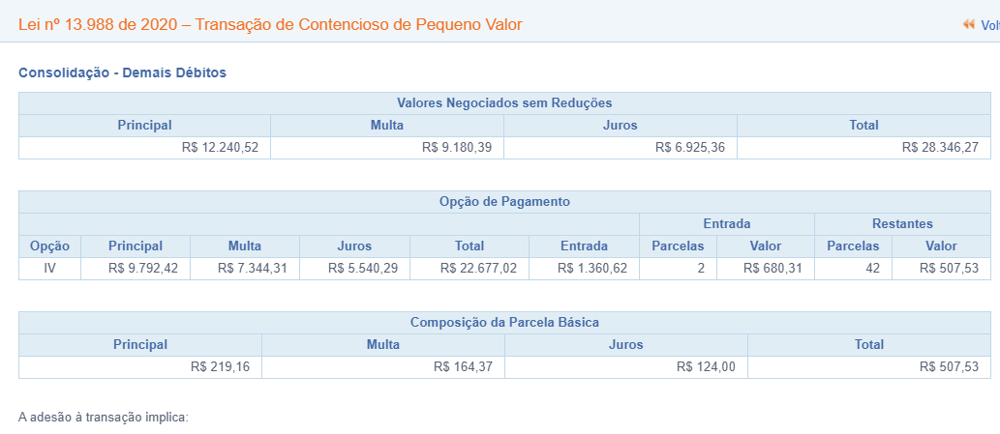 Lei nº 13.988 de 2020 – Transação de Contencioso de Pequeno Valor
Consolidação - Demais Débitos
Valores Negociados sem Reduções
Principal Multa Juros Total
R$ 12.240,52 R$ 9.180,39 R$ 6.925,36 R$ 28.346,27
Opção de Pagamento
Entrada Restantes
Opção Principal Multa Juros Total Entrada Parcelas Valor Parcelas Valor
IV R$ 9.792,42 R$ 7.344,31 R$ 5.540,29 R$ 22.677,02 R$ 1.360,62 2 R$ 680,31 42 R$ 507,53
Composição da Parcela Básica
Principal Multa Juros Total
R$ 219,16 R$ 164,37 R$ 124,00 R$ 507,53
A adesão à transação implica: